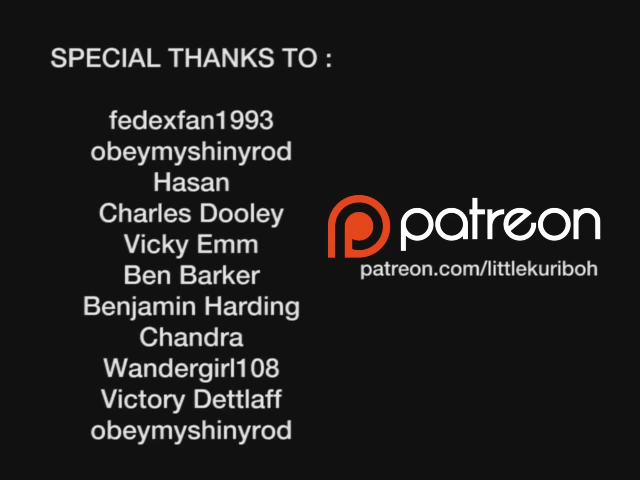 SPECIAL THANKS TO :
fedexfan1993
obeymyshinyrod
Hasan
Charles Dooley
Vicky Emm
Ben Barker
Benjamin Harding
Chandra
Wandergirl108
Victory Dettlaff
obeymyshinyrod
patreon
patreon.com/littlekuriboh